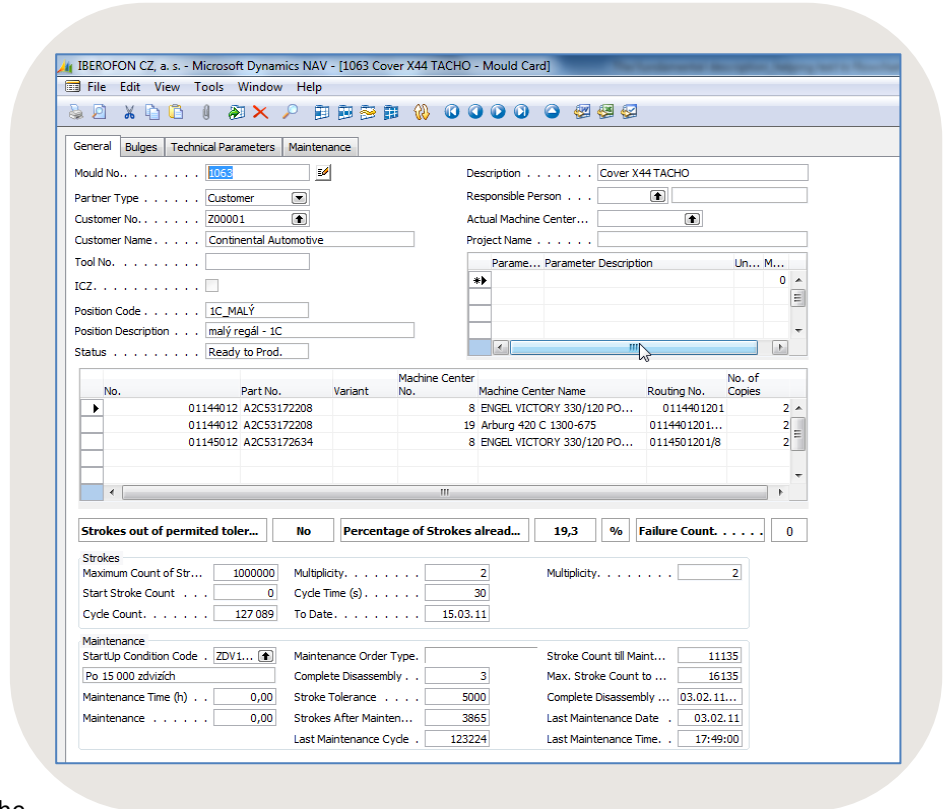 IBEROFON CZ, a. s. - Microsoft Dynamics NAV - [1063 Cover X44 TACHO - Mould Card]
File Edit View Tools Window Help
General Bulges Technical Parameters Maintenance
Mould No.. . . . . . . . 1063 Description . . . . . . . Cover X44 TACHO
Partner Type . . . . . . Customer Responsible Person . . .
Customer No.. . . . . . Z00001 Actual Machine Center...
Customer Name. . . . . Continental Automotive Project Name . . . . . .
Tool No. . . . . . . . . Parame... Parameter Description Un... M...
ICZ. . . . . . . . . . . 0
Position Code . . . . . . 1C_MALÝ
Position Description . . . malý regál - 1C
Status . . . . . . . . . Ready to Prod.
No. Part No. Variant Machine Center No. Machine Center Name Routing No. No. of Copies
01144012 A2C53172208 8 ENGEL VICTORY 330/120 PO... 0114401201 2
01144012 A2C53172208 19 Arburg 420 C 1300-675 0114401201... 2
01145012 A2C53172634 8 ENGEL VICTORY 330/120 PO... 0114501201/8 2
Strokes out of permited toler... No Percentage of Strokes alread... 19,3 % Failure Count. . . . . . 0
Strokes
Maximum Count of Str... 1000000 Multiplicity. . . . . . . . 2 Multiplicity. . . . . . . . 2
Start Stroke Count . . . 0 Cycle Time (s). . . . . . 30
Cycle Count. . . . . . . 127 089 To Date. . . . . . . . . 15.03.11
Maintenance
StartUp Condition Code . ZDV1... Maintenance Order Type. Stroke Count till Maint... 11135
Po 15 000 zdvizích Complete Disassembly . . 3 Max. Stroke Count to ... 16135
Maintenance Time (h) . . 0,00 Stroke Tolerance . . . . 5000 Complete Disassembly ... 03.02.11...
Maintenance . . . . . . 0,00 Strokes After Mainten... 3865 Last Maintenance Date . 03.02.11
Last Maintenance Cycle . 123224 Last Maintenance Time. . 17:49:00